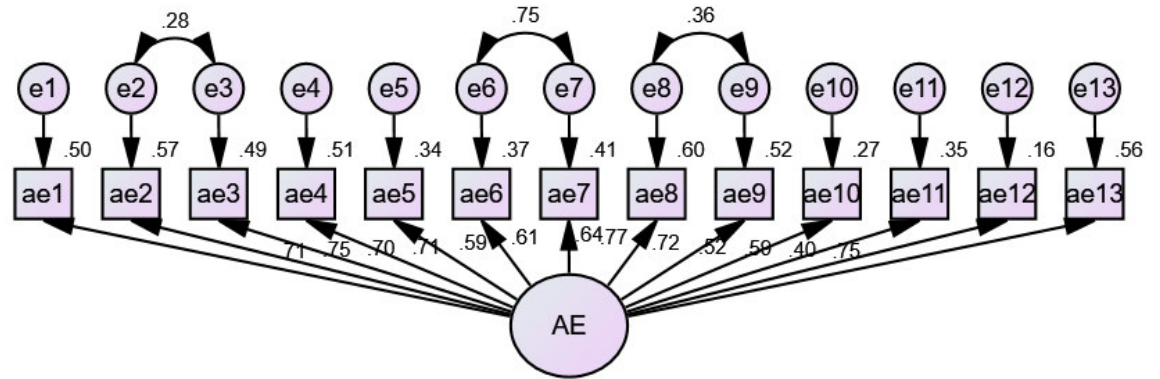 .28 .75 .36
e1 e2 e3 e4 e5 e6 e7 e8 e9 e10 e11 e12 e13
.50 .57 .49 .51 .34 .37 .41 .60 .52 .27 .35 .16 .56
ae1 ae2 ae3 ae4 ae5 ae6 ae7 ae8 ae9 ae10 ae11 ae12 ae13
.71 .75 .70 .71 .59 .61 .64 .77 .72 .52 .59 .40 .75
AE